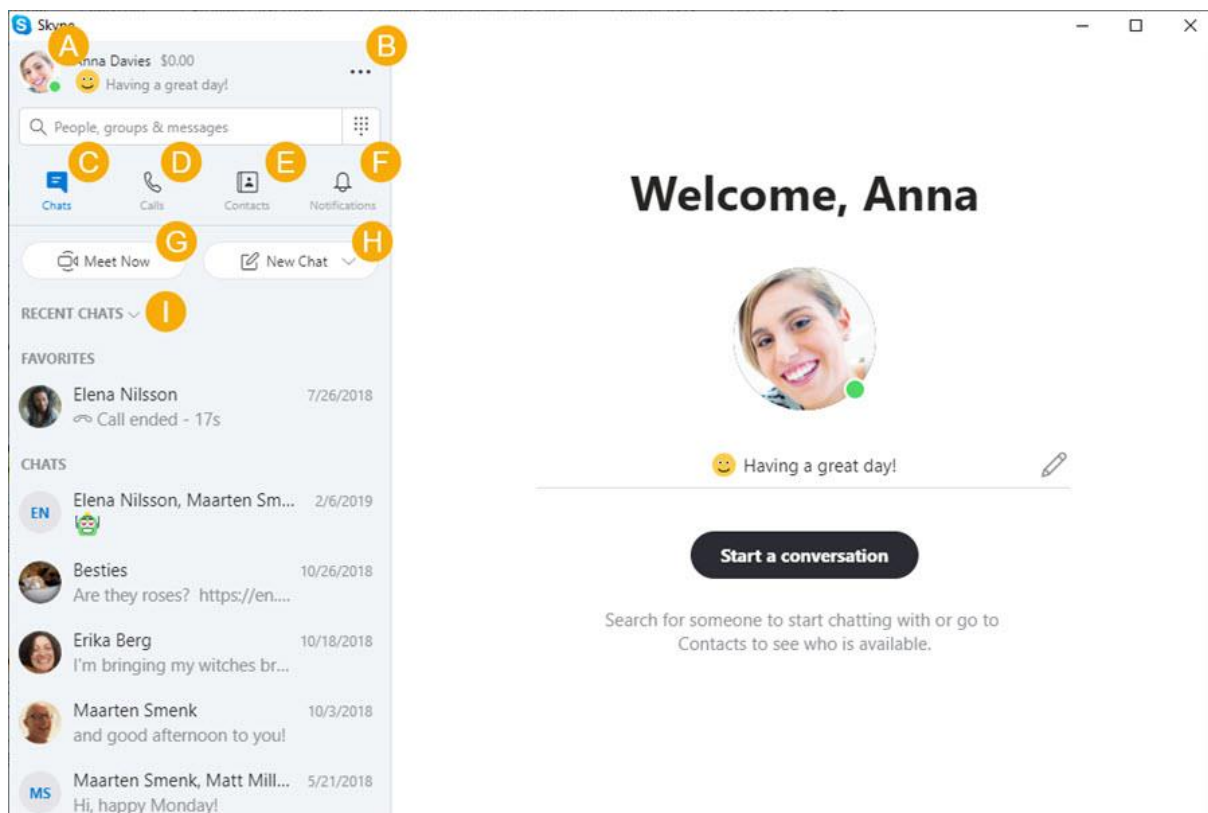 Skype
A
B
Anna Davies $0.00
Having a great day!
People, groups & messages
C
D
E
F
Chats
Calls
Contacts
Notifications
G
H
Meet Now
New Chat
RECENT CHATS
I
FAVORITES
Elena Nilsson 7/26/2018
Call ended - 17s
CHATS
EN
Elena Nilsson, Maarten Sm... 2/6/2019
Besties 10/26/2018
Are they roses? https://en....
Erika Berg 10/18/2018
I'm bringing my witches br...
Maarten Smenk 10/3/2018
and good afternoon to you!
MS
Maarten Smenk, Matt Mill... 5/21/2018
Hi, happy Monday!
Welcome, Anna
Having a great day!
Start a conversation
Search for someone to start chatting with or go to
Contacts to see who is available.